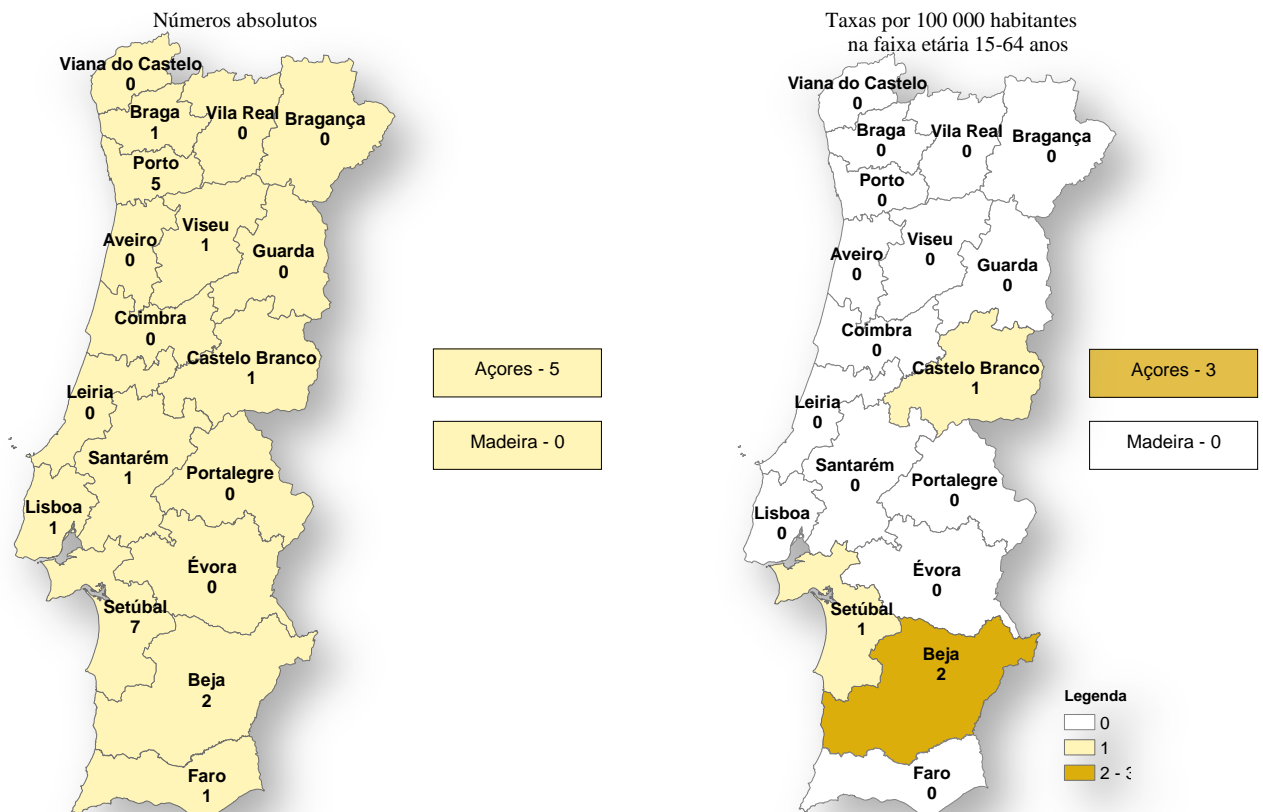 Números absolutos
Viana do Castelo
0
Braga
1
Vila Real
0
Bragança
0
Porto
5
Aveiro
0
Viseu
1
Guarda
0
Coimbra
0
Castelo Branco
1
Leiria
0
Santarém
1
Portalegre
0
Lisboa
1
Évora
0
Setúbal
7
Beja
2
Faro
1
Açores - 5
Madeira - 0
Taxas por 100 000 habitantes
na faixa etária 15-64 anos
Viana do Castelo
0
Braga
0
Vila Real
0
Bragança
0
Porto
0
Aveiro
0
Viseu
0
Guarda
0
Coimbra
0
Castelo Branco
1
Leiria
0
Santarém
0
Portalegre
0
Lisboa
0
Évora
0
Setúbal
1
Beja
2
Faro
0
Açores - 3
Madeira - 0
Legenda
0
1
2 - 3